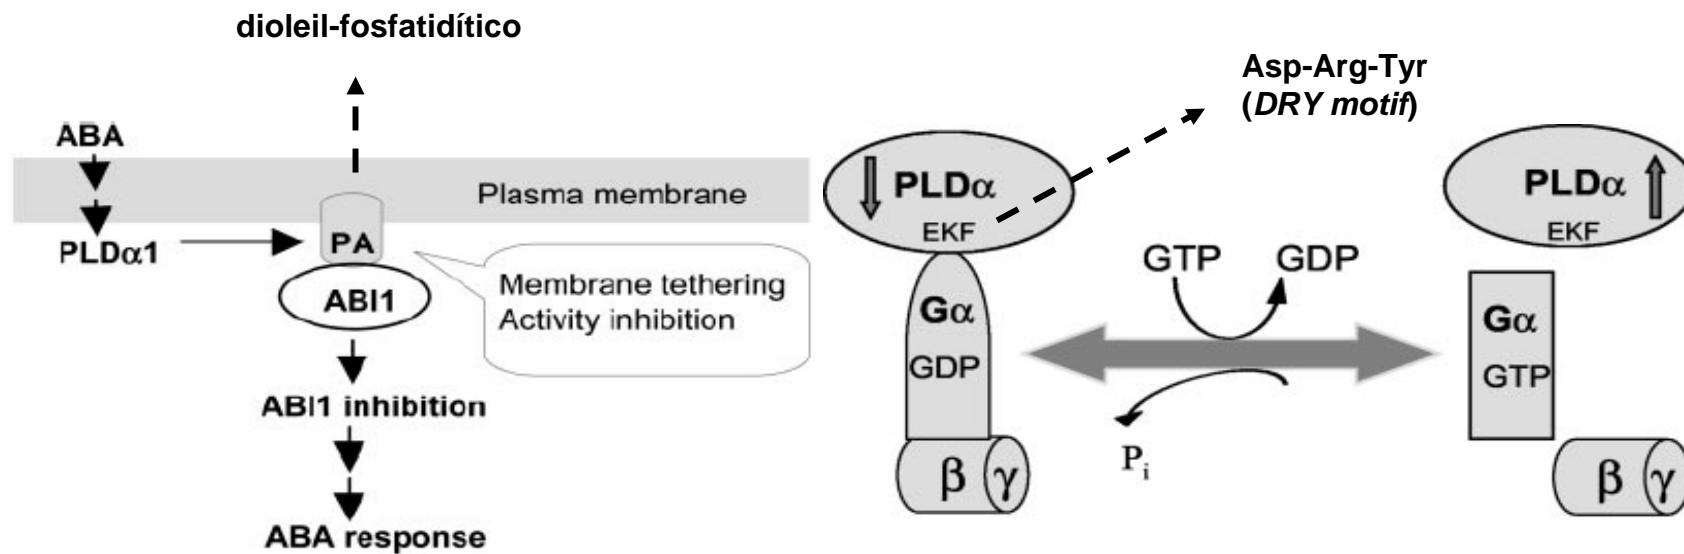 dioleil-fosfatidítico
ABA
Plasma membrane
PLDα1
PA
ABI1
Membrane tethering
Activity inhibition
ABI1 inhibition
ABA response
Asp-Arg-Tyr
(DRY motif)
PLDα
EKF
Gα
GDP
β γ
GTP GDP
Pi
PLDα
EKF
Gα
GTP
β γ